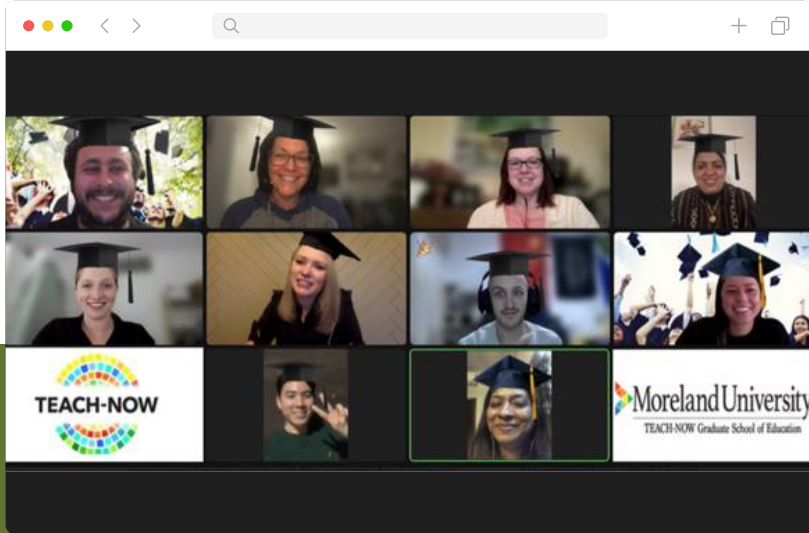 TEACH-NOW
Moreland University
TEACH-NOW Graduate School of Education